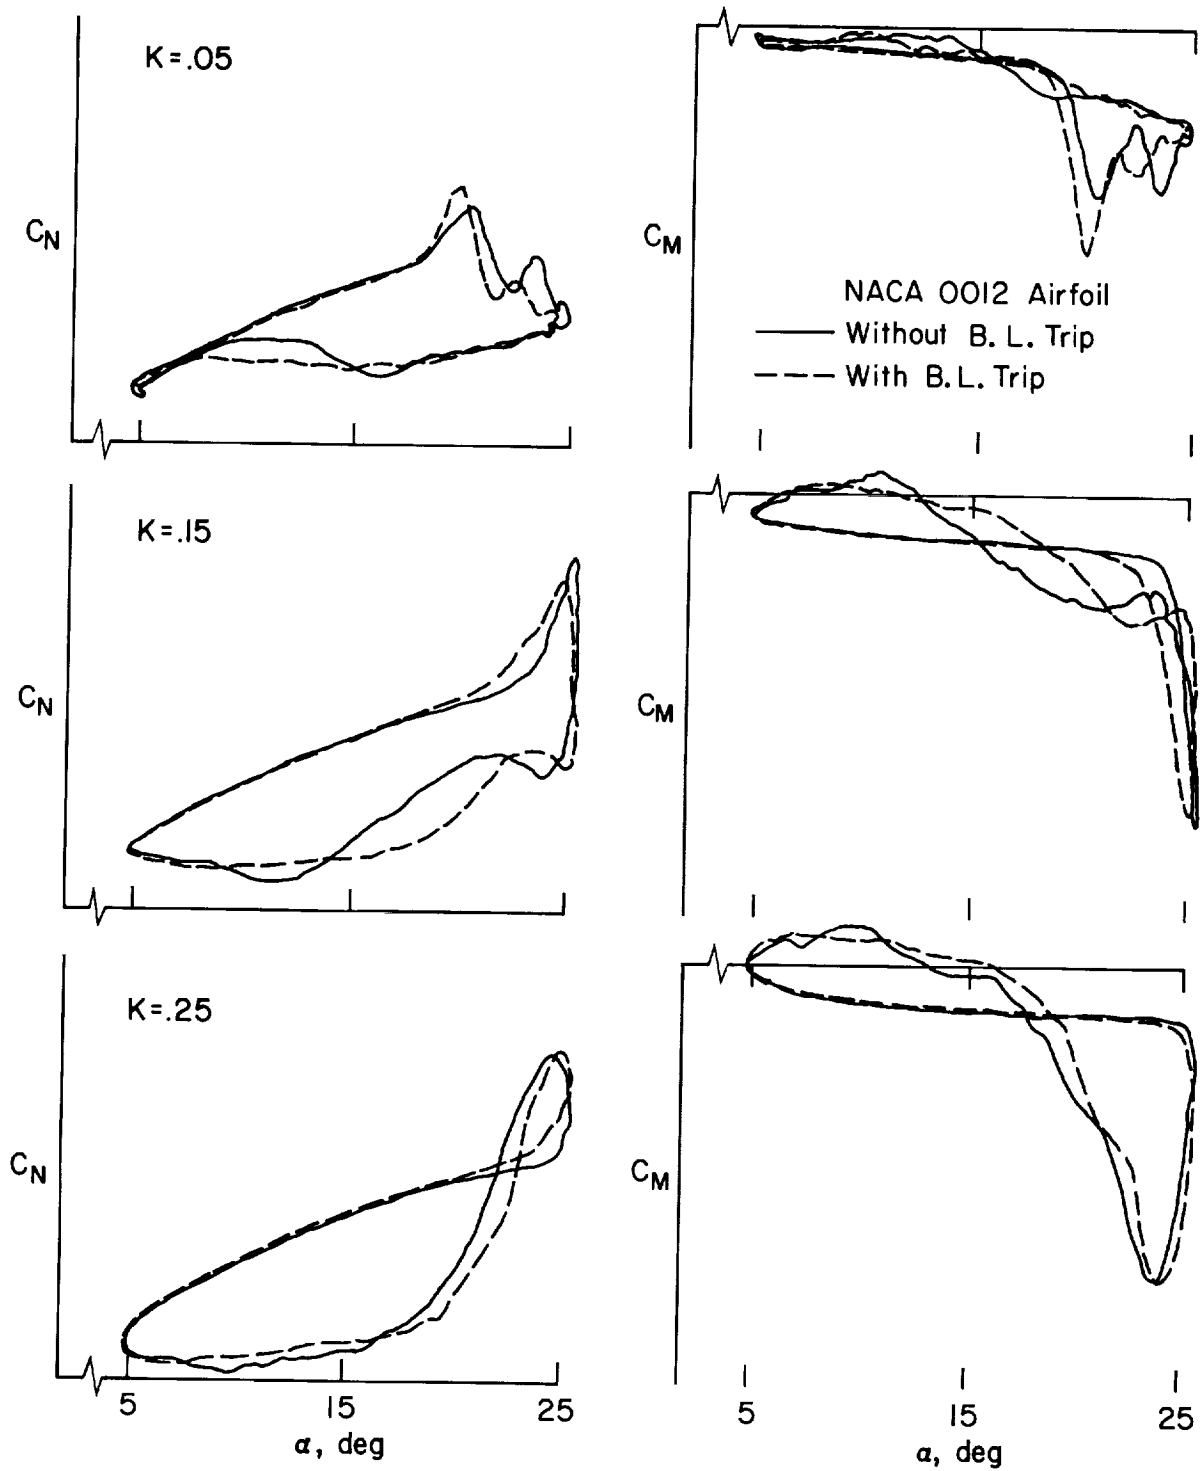 K=.05
C_N
C_M
NACA 0012 Airfoil
Without B. L. Trip
With B.L. Trip
K=.15
C_N
C_M
K=.25
C_N
C_M
5 15 25
α, deg
5 15 25
α, deg